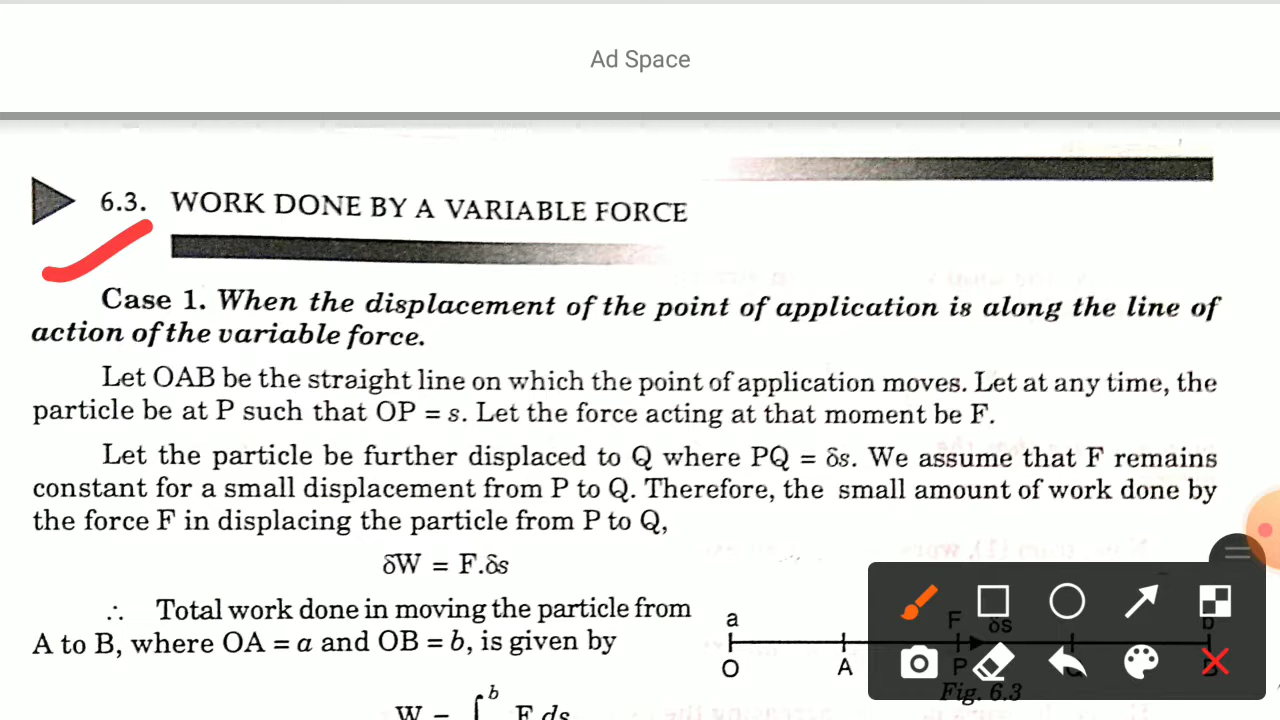 Ad Space
6.3. WORK DONE BY A VARIABLE FORCE
Case 1. When the displacement of the point of application is along the line of
action of the variable force.
Let OAB be the straight line on which the point of application moves. Let at any time, the
particle be at P such that OP = s. Let the force acting at that moment be F.
Let the particle be further displaced to Q where PQ = δs. We assume that F remains
constant for a small displacement from P to Q. Therefore, the small amount of work done by
the force F in displacing the particle from P to Q,
δW = F.δs
∴ Total work done in moving the particle from
A to B, where OA = a and OB = b, is given by
W = ∫ b F ds
a F δs b
O A P B
Fig. 6.3